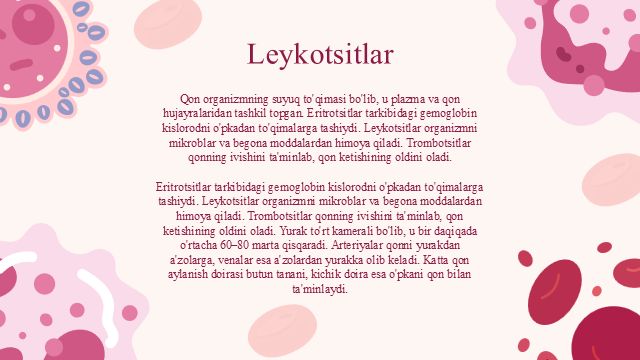 Leykotsitlar
Qon organizmning suyuq to'qimasi bo'lib, u plazma va qon
hujayralaridan tashkil topgan. Eritrotsitlar tarkibidagi gemoglobin
kislorodni o'pkadan to'qimalarga tashiydi. Leykotsitlar organizmni
mikroblar va begona moddalardan himoya qiladi. Trombotsitlar
qonning ivishini ta'minlab, qon ketishining oldini oladi.
Eritrotsitlar tarkibidagi gemoglobin kislorodni o'pkadan to'qimalarga
tashiydi. Leykotsitlar organizmni mikroblar va begona moddalardan
himoya qiladi. Trombotsitlar qonning ivishini ta'minlab, qon
ketishining oldini oladi. Yurak to'rt kamerali bo'lib, u bir daqiqada
o'rtacha 60–80 marta qisqaradi. Arteriyalar qonni yurakdan
a'zolarga, venalar esa a'zolardan yurakka olib keladi. Katta qon
aylanish doirasi butun tanani, kichik doira esa o'pkani qon bilan
ta'minlaydi.